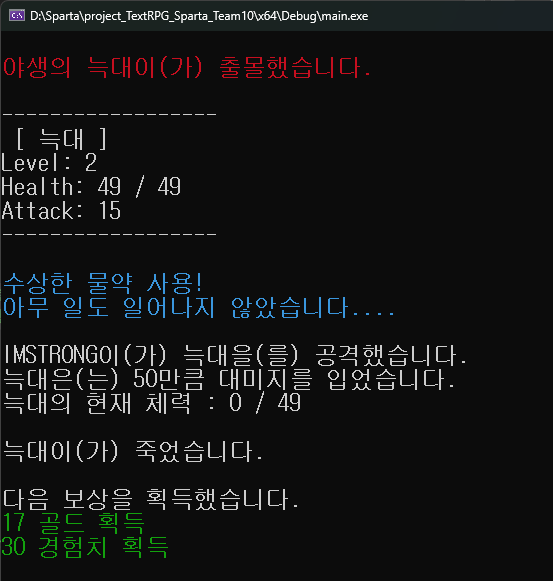 D:\Sparta\project_TextRPG_Sparta_Team10\x64\Debug\main.exe
야생의 늑대이(가) 출몰했습니다.
------------------
[ 늑대 ]
Level: 2
Health: 49 / 49
Attack: 15
------------------
수상한 물약 사용!
아무 일도 일어나지 않았습니다....
IMSTRONG이(가) 늑대을(를) 공격했습니다.
늑대은(는) 50만큼 대미지를 입었습니다.
늑대의 현재 체력 : 0 / 49
늑대이(가) 죽었습니다.
다음 보상을 획득했습니다.
17 골드 획득
30 경험치 획득